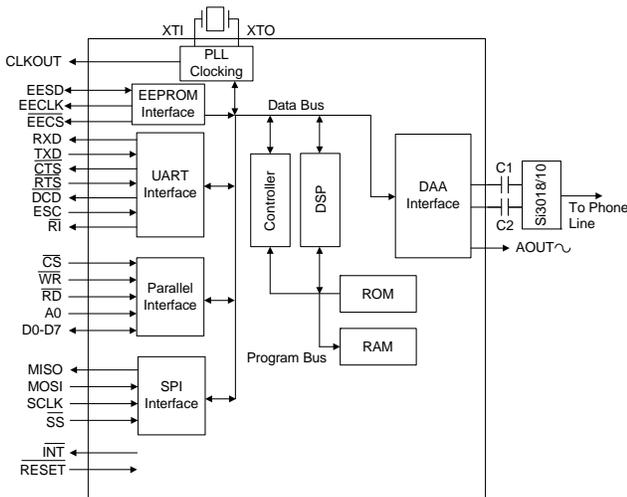 XTI XTO
CLKOUT
PLL
Clocking
EESD
EECLK
EECS
EEPROM
Interface
Data Bus
RXD
TXD
CTS
RTS
DCD
ESC
RI
UART
Interface
Controller
DSP
DAA
Interface
C1
C2
Si3018/10
To Phone
Line
AOUT
CS
WR
RD
A0
D0-D7
Parallel
Interface
ROM
RAM
Program Bus
MISO
MOSI
SCLK
SS
SPI
Interface
INT
RESET